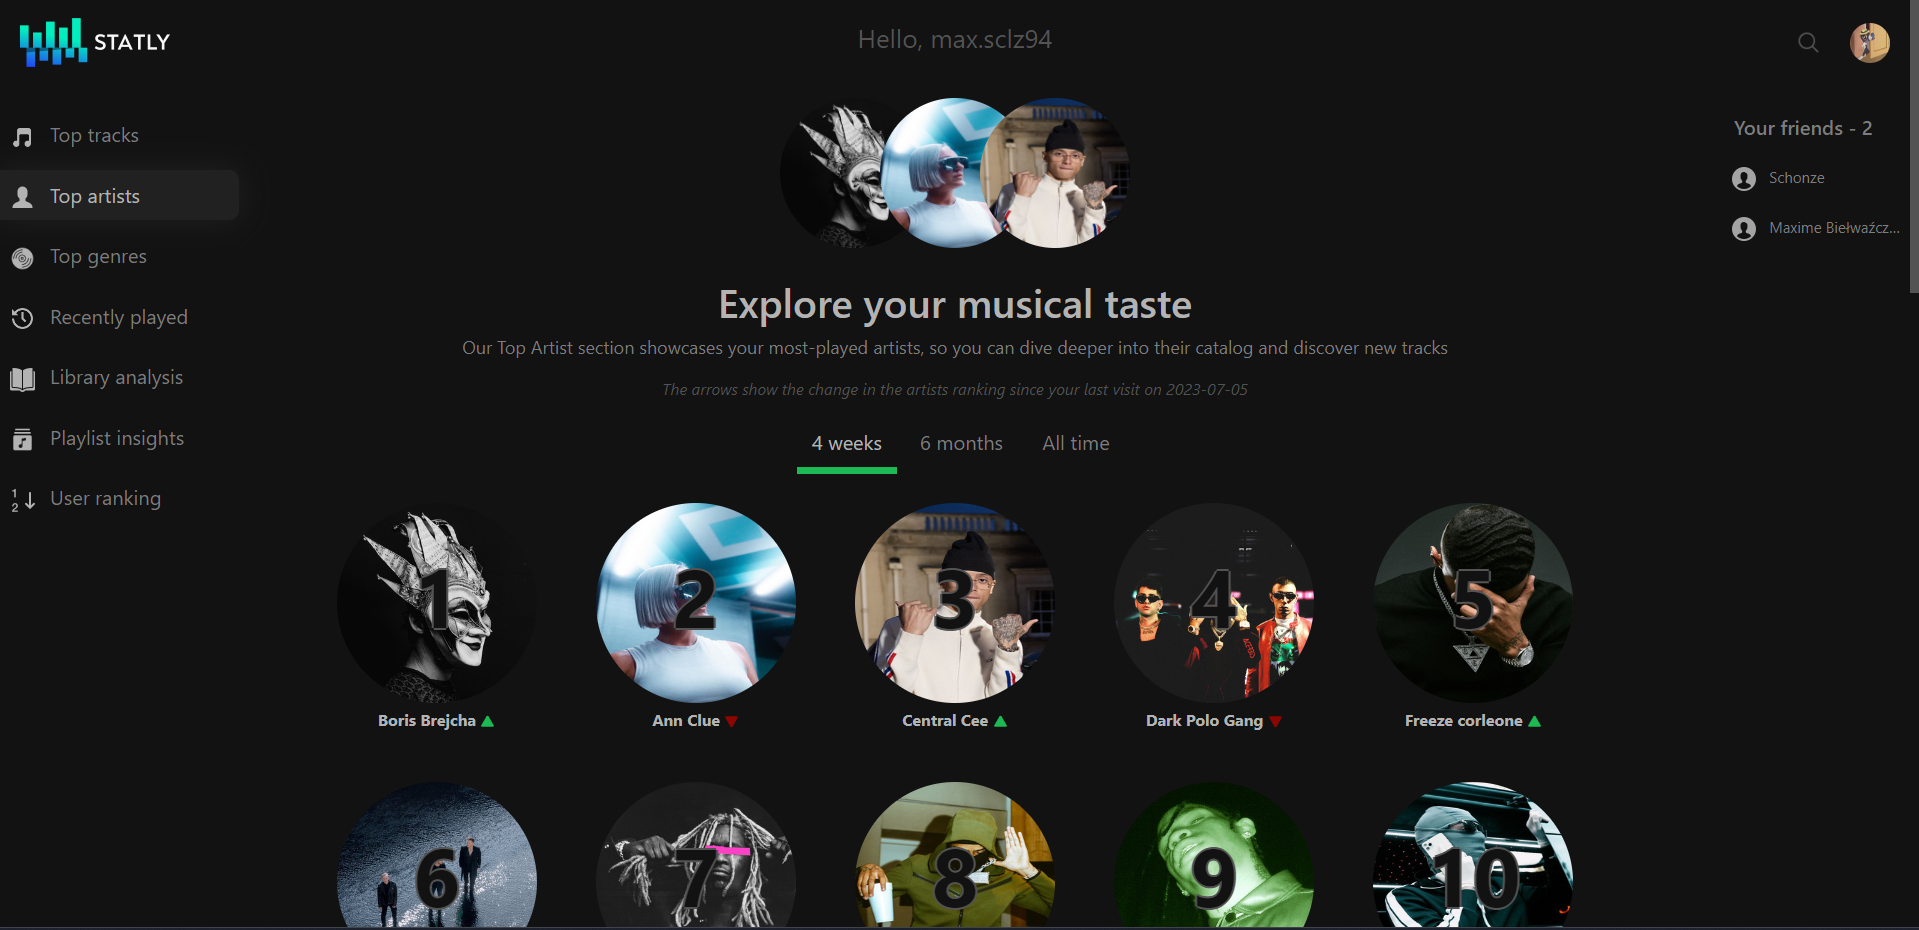 STATLY
Hello, max.sclz94
Top tracks
Top artists
Top genres
Recently played
Library analysis
Playlist insights
1
2
User ranking
Your friends - 2
Schonze
Maxime Biełwaźcz...
Explore your musical taste
Our Top Artist section showcases your most-played artists, so you can dive deeper into their catalog and discover new tracks
The arrows show the change in the artists ranking since your last visit on 2023-07-05
4 weeks 6 months All time
1 2 3 4 5
Boris Brejcha Ann Clue Central Cee Dark Polo Gang Freeze corleone
6 7 8 9 10